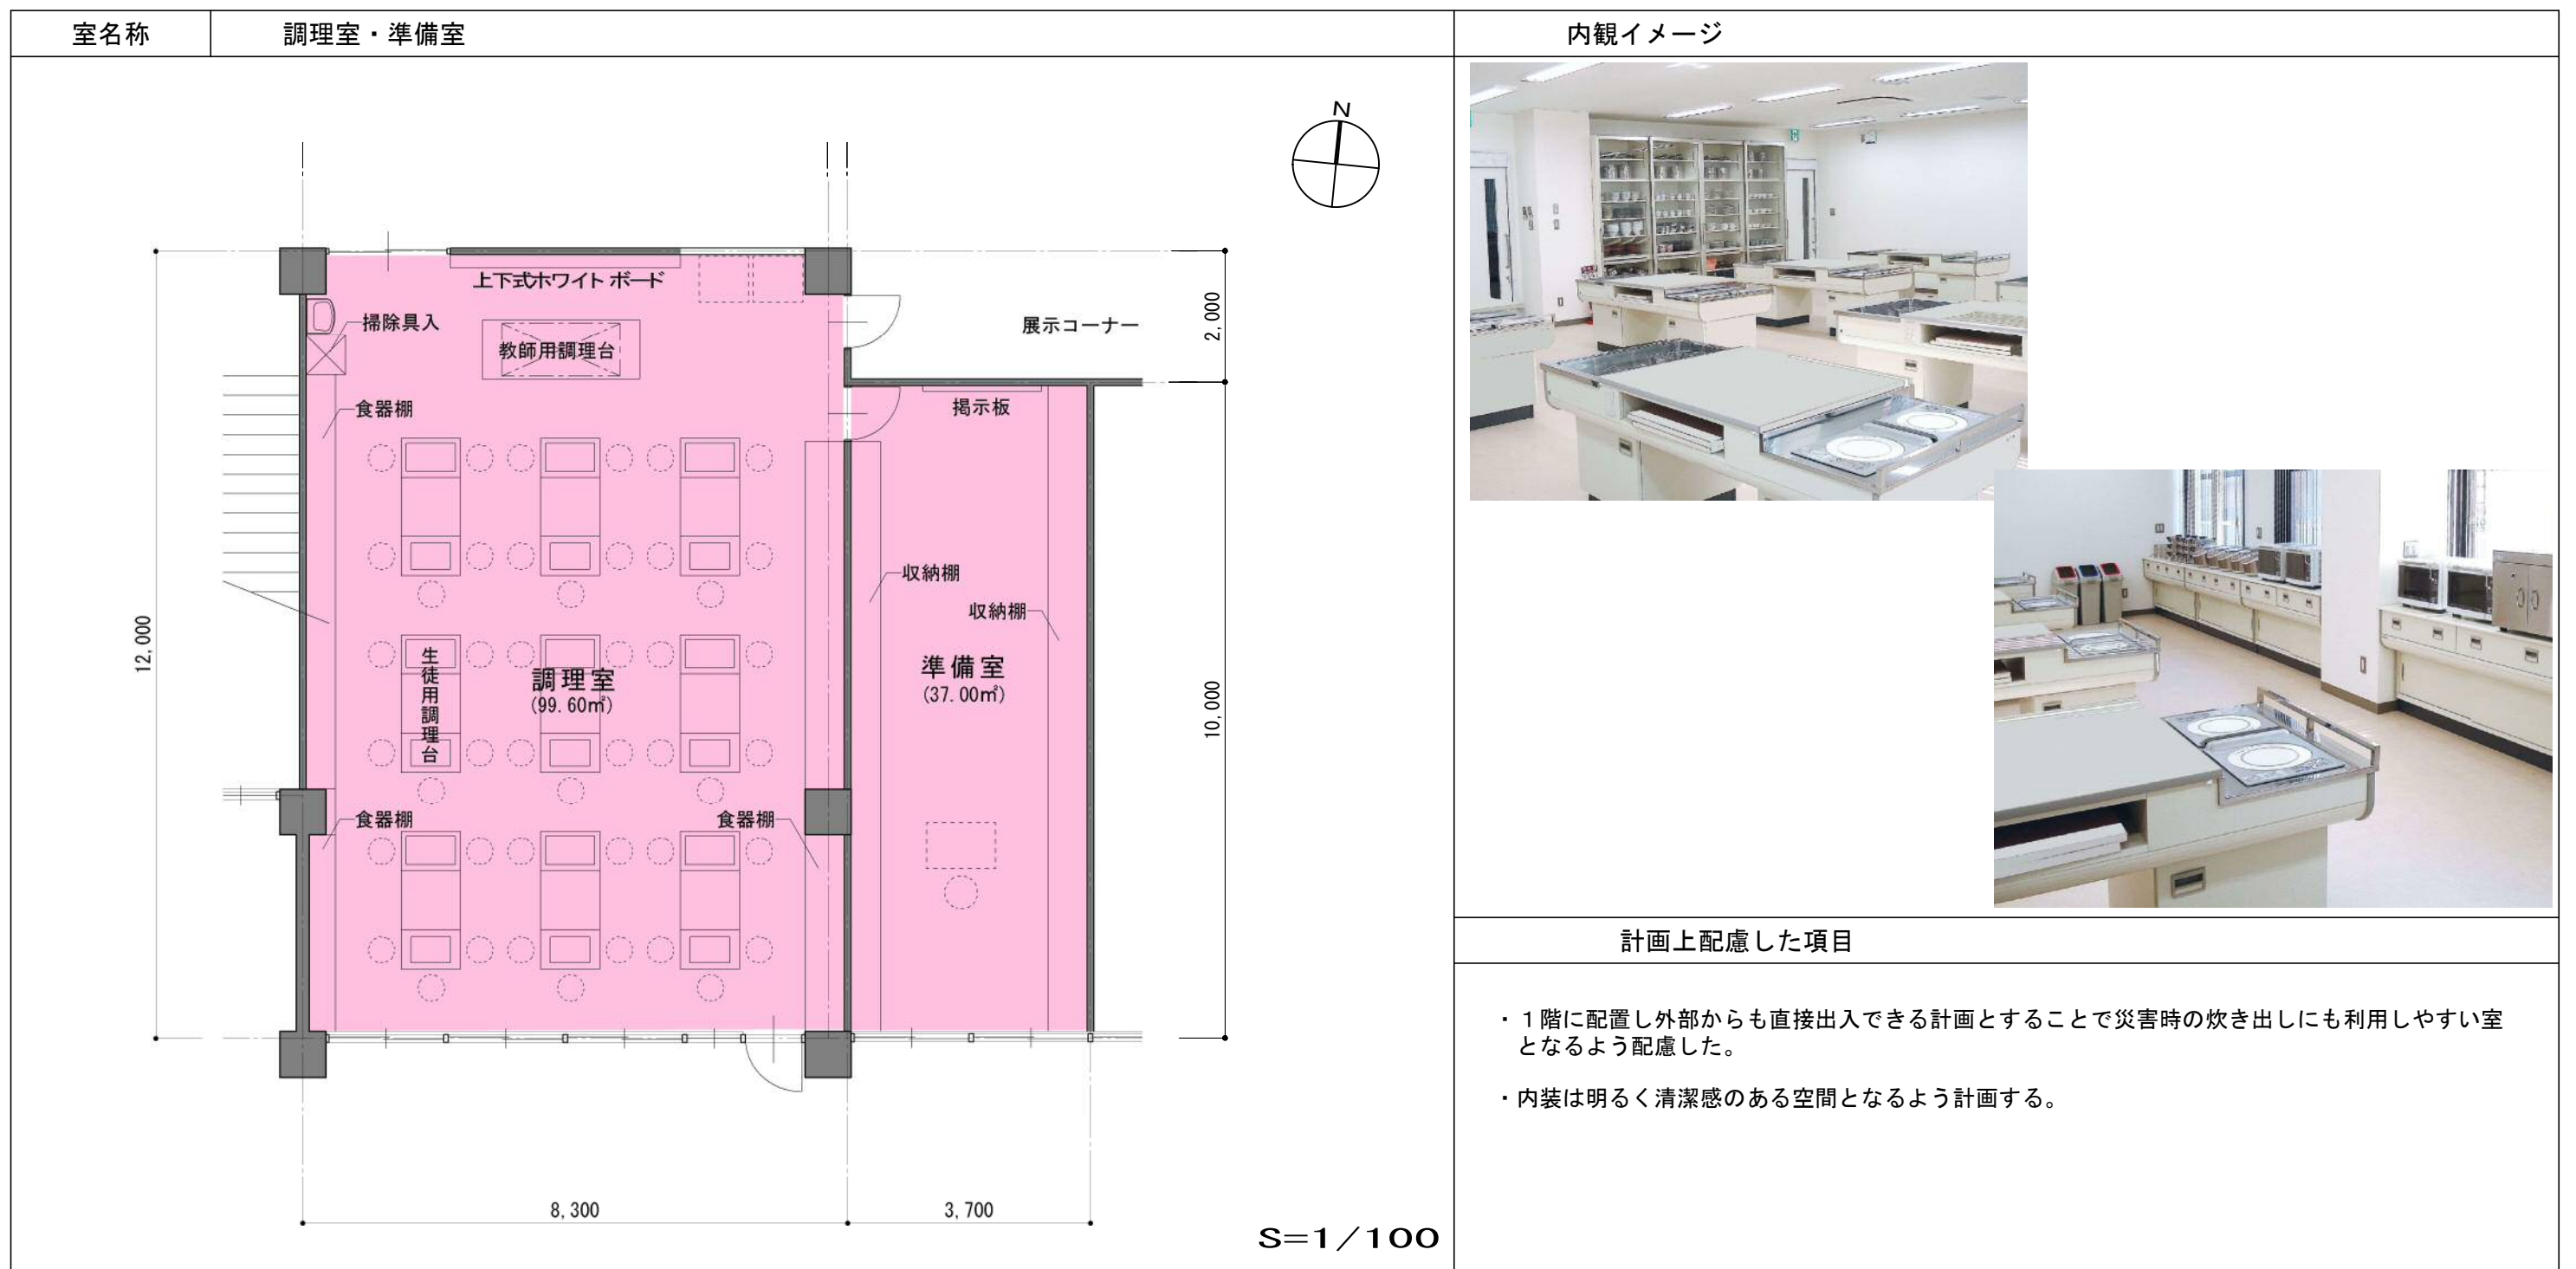 室名称
調理室・準備室
内観イメージ
N
上下式ホワイトボード
掃除具入
教師用調理台
展示コーナー
2,000
食器棚
掲示板
収納棚
収納棚
12,000
生徒用調理台
調理室
(99.60㎡)
準備室
(37.00㎡)
10,000
食器棚
食器棚
8,300
3,700
S=1/100
計画上配慮した項目
・1階に配置し外部からも直接出入できる計画とすることで災害時の炊き出しにも利用しやすい室
となるよう配慮した。
・内装は明るく清潔感のある空間となるよう計画する。